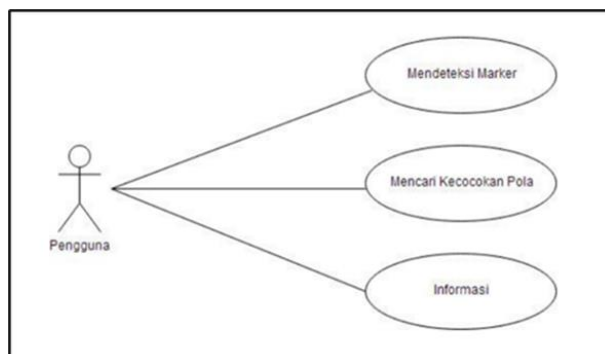 Mendeteksi Marker
Mencari Kecocokan Pola
Pengguna
Informasi